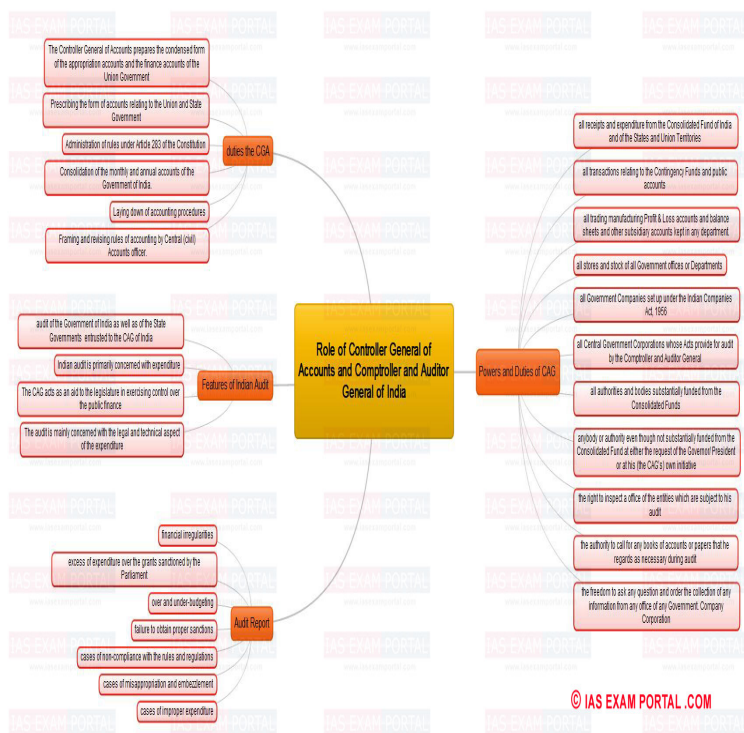 The Controller General of Accounts prepares the condensed form
of the appropriation accounts and the finance accounts of the
Union Government
Prescribing the form of accounts relating to the Union and State
Government
Administration of rules under Article 283 of the Constitution
Consolidation of the monthly and annual accounts of the
Government of India.
Laying down of accounting procedures
Framing and revising rules of accounting by Central (civil)
Accounts officer.
duties the CGA
audit of the Government of India as well as of the State
Governments entrusted to the CAG of India
Indian audit is primarily concerned with expenditure
The CAG acts as an aid to the legislature in exercising control over
the public finance
The audit is mainly concerned with the legal and technical aspect
of the expenditure
Features of Indian Audit
financial irregularities
excess of expenditure over the grants sanctioned by the
Parliament
over and under-budgeting
failure to obtain proper sanctions
cases of non-compliance with the rules and regulations
cases of misappropriation and embezzlement
cases of improper expenditure
Audit Report
Role of Controller General of
Accounts and Comptroller and Auditor
General of India
Powers and Duties of CAG
all receipts and expenditure from the Consolidated Fund of India
and of the States and Union Territories
all transactions relating to the Contingency Funds and public
accounts
all trading manufacturing Profit & Loss accounts and balance
sheets and other subsidiary accounts kept in any department.
all stores and stock of all Government offices or Departments
all Government Companies set up under the Indian Companies
Act, 1956
all Central Government Corporations whose Acts provide for audit
by the Comptroller and Auditor General
all authorities and bodies substantially funded from the
Consolidated Funds
anybody or authority even though not substantially funded from the
Consolidated Fund at either the request of the Governor/ President
or at his (the CAG's) own initiative
the right to inspect a office of the entities which are subject to his
audit
the authority to call for any books of accounts or papers that he
regards as necessary during audit
the freedom to ask any question and order the collection of any
information from any office of any Government. Company
Corporation
© IAS EXAM PORTAL .COM